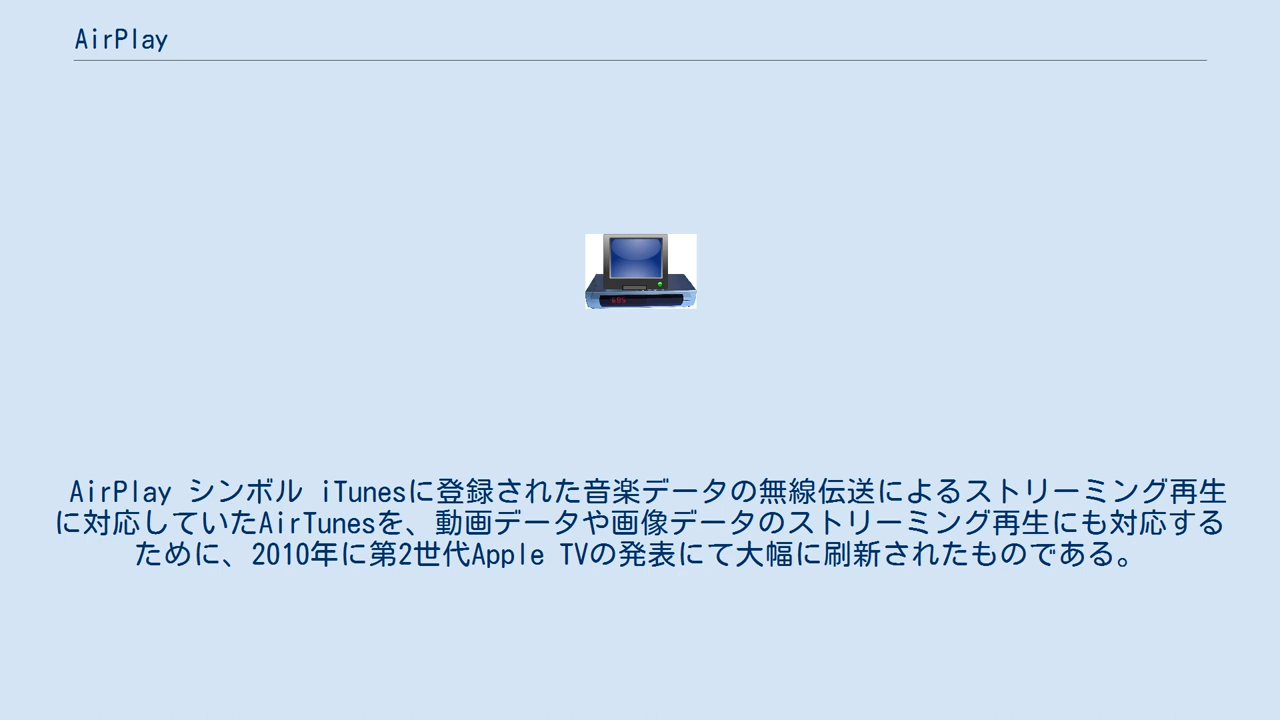 AirPlay
AirPlay シンボル iTunesに登録された音楽データの無線伝送によるストリーミング再生
に対応していたAirTunesを、動画データや画像データのストリーミング再生にも対応する
ために、2010年に第2世代Apple TVの発表にて大幅に刷新されたものである。